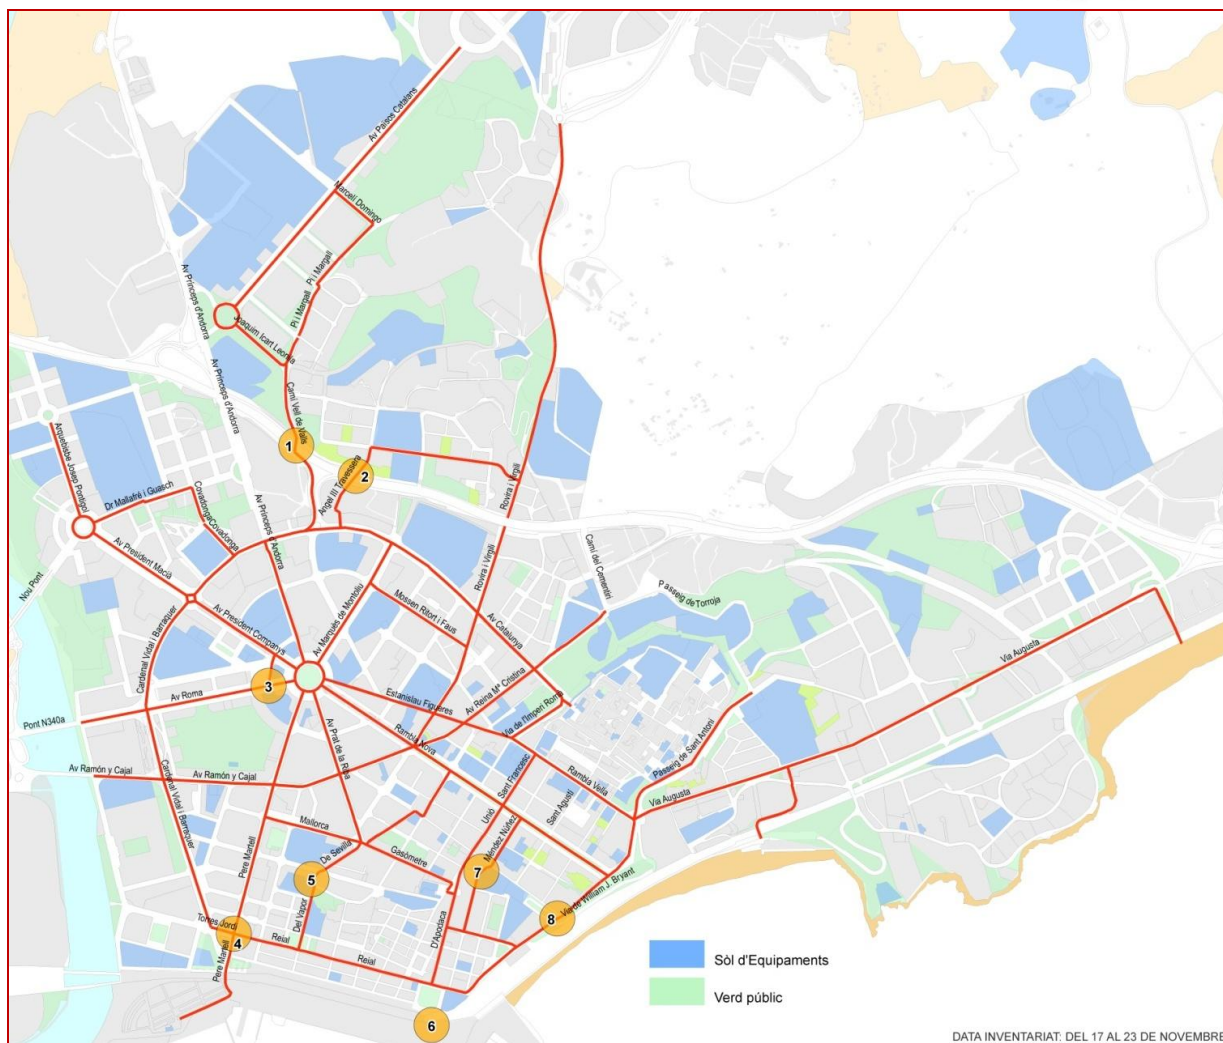 Av Països Catalans
Marcel·lí Domingo
Pi i Margall
Pi i Margall
Av Prínceps d'Andorra
Joaquim Icart Leonila
Av Prínceps d'Andorra
Camí Vell de Valls
1
2
Angel III Travessera
Arquebisbe Josep Pontigol
Dr Mallafré i Guasch
Covadonga
Covadonga
Av Prínceps d'Andorra
Rovira i Virgili
Rovira i Virgili
Camí del Cementiri
Passeig de Torroja
Nou Pont
Av President Macià
Av President Companys
Cardenal Vidal i Barraquer
Av Marquès de Montoliu
Mossen Ritort i Faus
Av Catalunya
Via Augusta
3
Av Roma
Pont N340a
Estanislau Figueres
Av Reina Mª Cristina
Via de l'Imperi Romà
Rambla Nova
Av Prat de la Riba
Av Ramón y Cajal
Av Ramón y Cajal
Sant Francesc
Rambla Vella
Passeig de Sant Antoni
Via Augusta
Cardenal Vidal i Barraquer
Mallorca
Unió
Sant Agustí
Méndez Núñez
Pere Martell
De Sevilla
Gasòmetre
5
7
Del Vapor
Via de William J. Bryant
8
Torres Jordi
4
Reial
Reial
D'Apodaca
Pere Martell
6
Sòl d'Equipaments
Verd públic
DATA INVENTARIAT: DEL 17 AL 23 DE NOVEMBRE